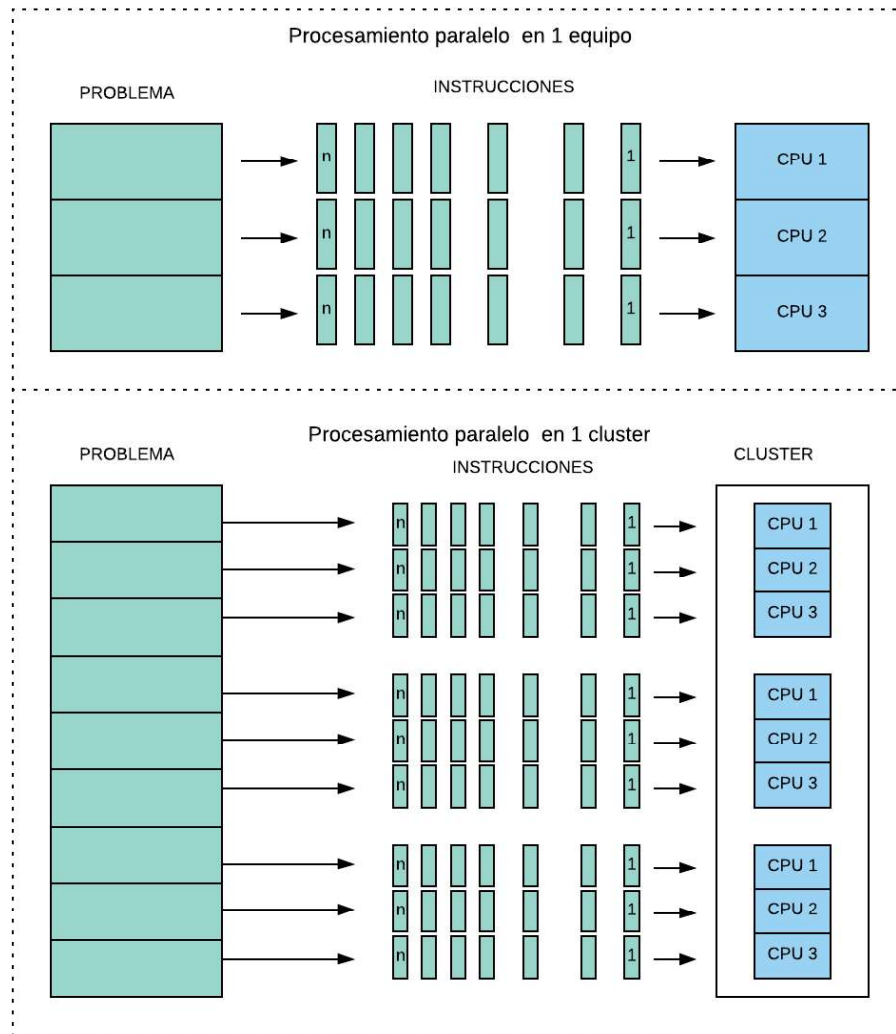 Procesamiento paralelo en 1 equipo
PROBLEMA
INSTRUCCIONES
n 1 CPU 1
n 1 CPU 2
n 1 CPU 3
Procesamiento paralelo en 1 cluster
PROBLEMA
INSTRUCCIONES
CLUSTER
n 1 CPU 1
n 1 CPU 2
n 1 CPU 3
n 1 CPU 1
n 1 CPU 2
n 1 CPU 3
n 1 CPU 1
n 1 CPU 2
n 1 CPU 3